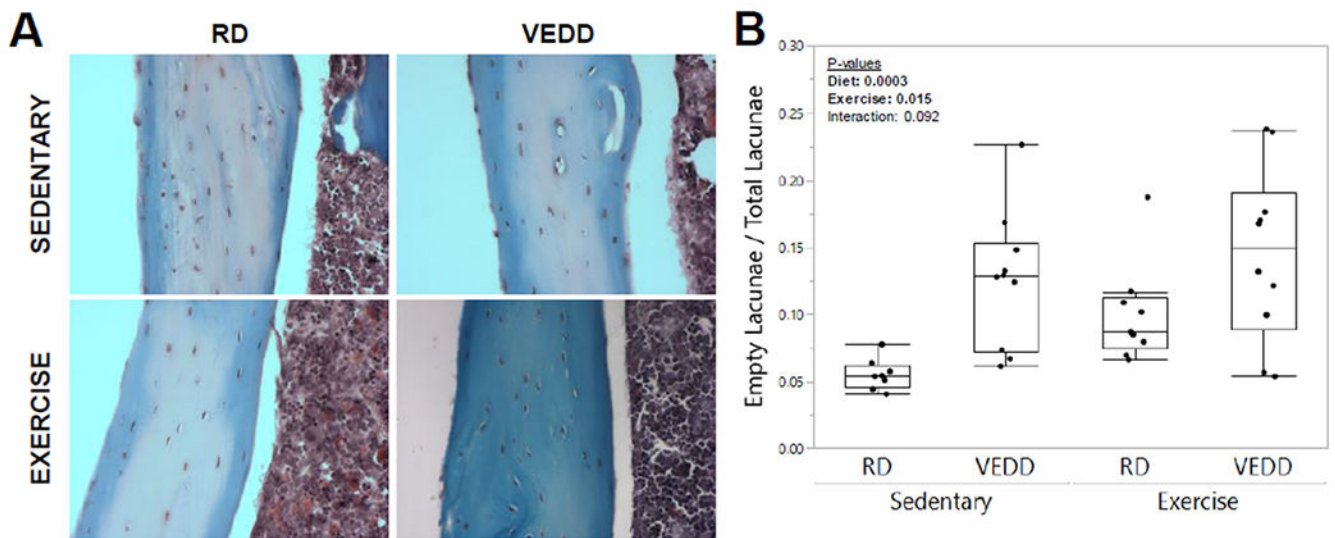 A
RD
VEDD
SEDENTARY
EXERCISE
B
Empty Lacunae / Total Lacunae
0.30
0.25
0.20
0.15
0.10
0.05
0.00
P-values
Diet: 0.0003
Exercise: 0.015
Interaction: 0.092
RD
VEDD
RD
VEDD
Sedentary
Exercise